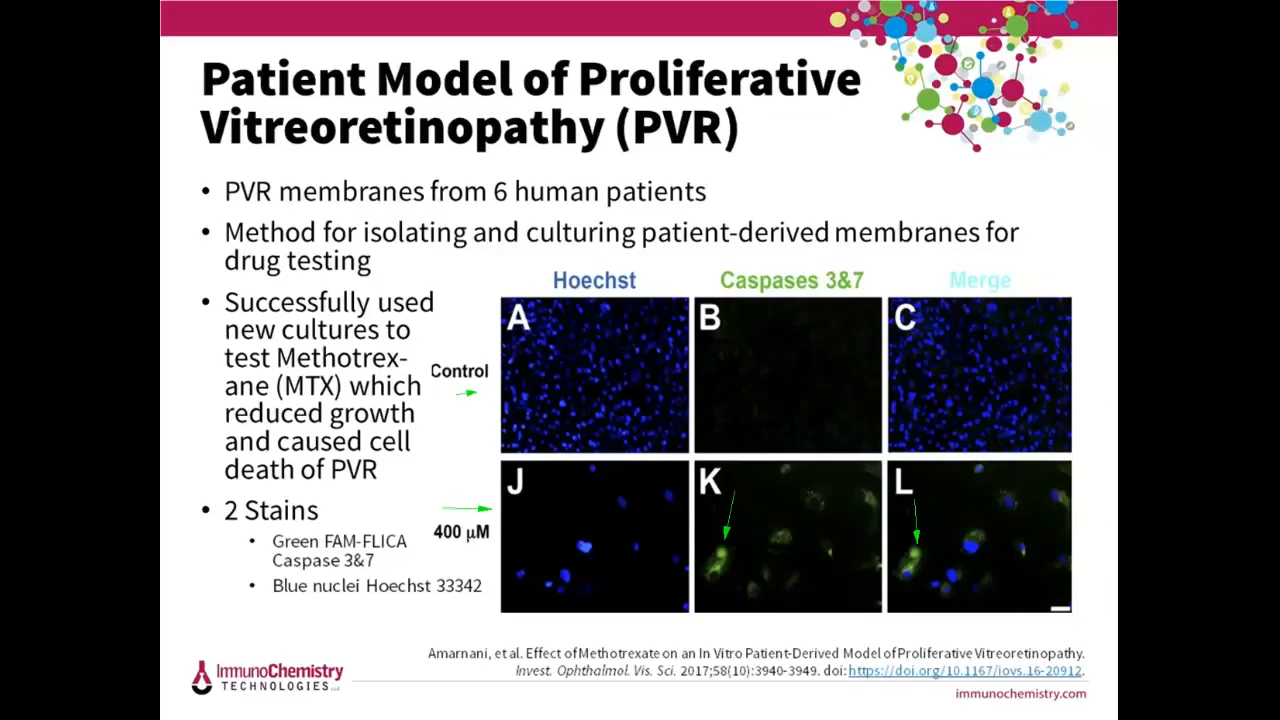 Patient Model of Proliferative
Vitreoretinopathy (PVR)
• PVR membranes from 6 human patients
• Method for isolating and culturing patient-derived membranes for
drug testing
• Successfully used
new cultures to
test Methotrex-
ane (MTX) which
reduced growth
and caused cell
death of PVR
• 2 Stains
• Green FAM-FLICA
Caspase 3&7
• Blue nuclei Hoechst 33342
Hoechst Caspases 3&7 Merge
Control
A B C
400 µM
J K L
Amarnani, et al. Effect of Methotrexate on an In Vitro Patient-Derived Model of Proliferative Vitreoretinopathy.
Invest. Ophthalmol. Vis. Sci. 2017;58(10):3940-3949. doi: https://doi.org/10.1167/iovs.16-20912.
ImmunoChemistry
TECHNOLOGIES
immunochemistry.com